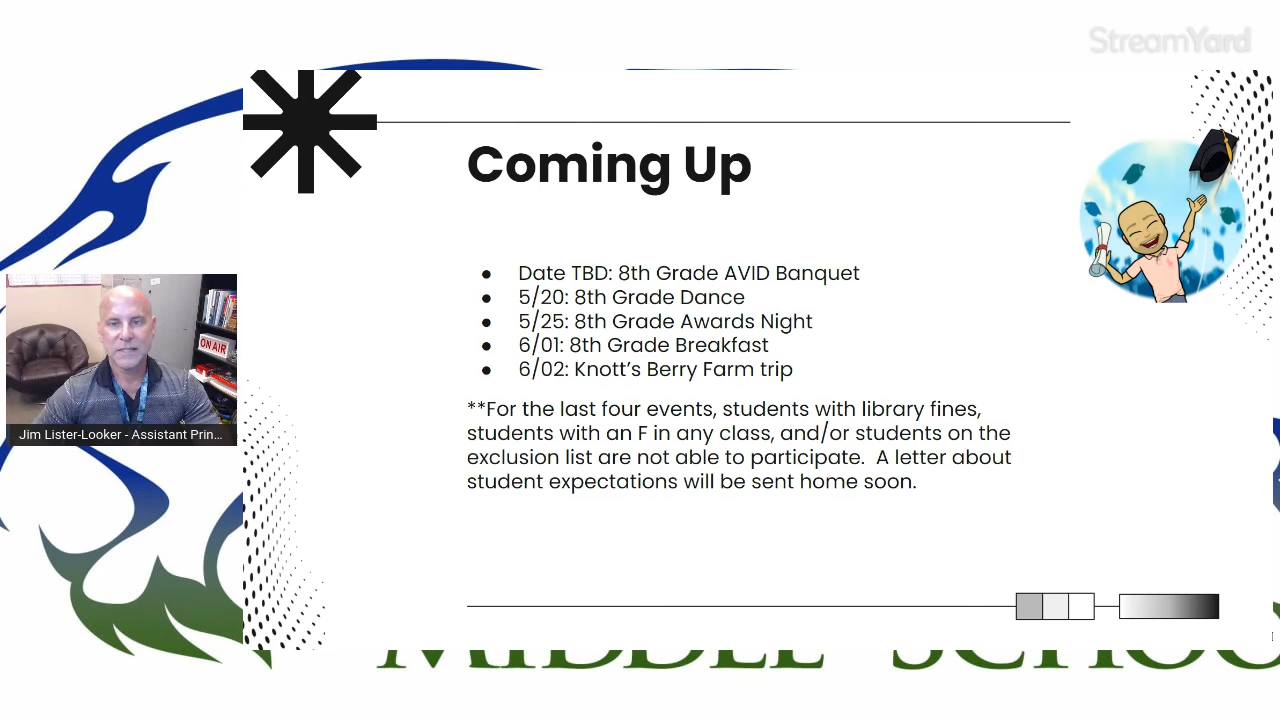 StreamYard
Coming Up
● Date TBD: 8th Grade AVID Banquet
● 5/20: 8th Grade Dance
● 5/25: 8th Grade Awards Night
● 6/01: 8th Grade Breakfast
● 6/02: Knott's Berry Farm trip
**For the last four events, students with library fines,
students with an F in any class, and/or students on the
exclusion list are not able to participate.  A letter about
student expectations will be sent home soon.
ON AIR
Jim Lister-Looker - Assistant Prin...
MIDDLE SCHOO